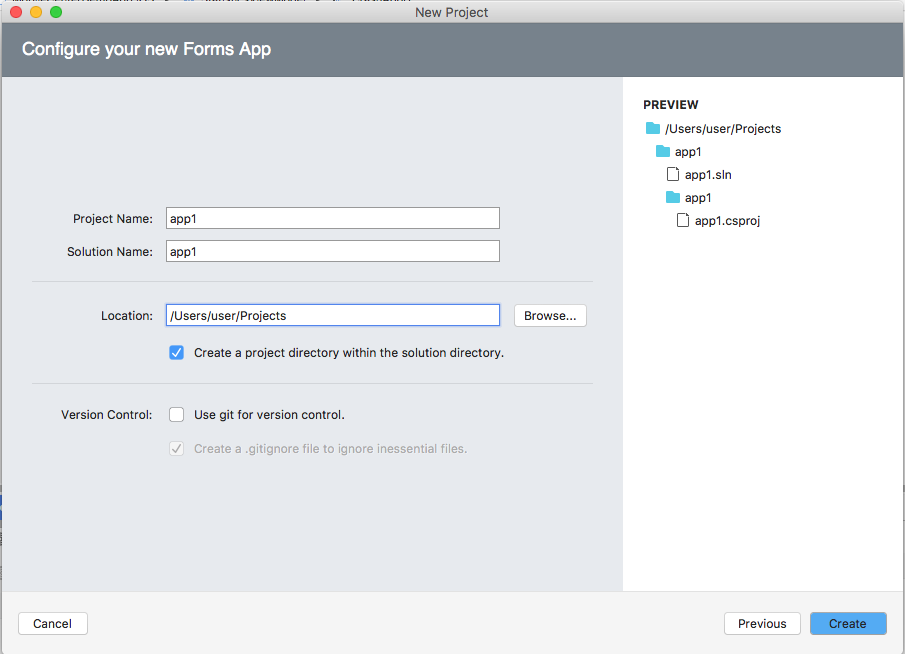 New Project
Configure your new Forms App
Project Name: app1
Solution Name: app1
Location: /Users/user/Projects Browse...
Create a project directory within the solution directory.
Version Control: Use git for version control.
Create a .gitignore file to ignore inessential files.
PREVIEW
/Users/user/Projects
app1
app1.sln
app1
app1.csproj
Cancel Previous Create